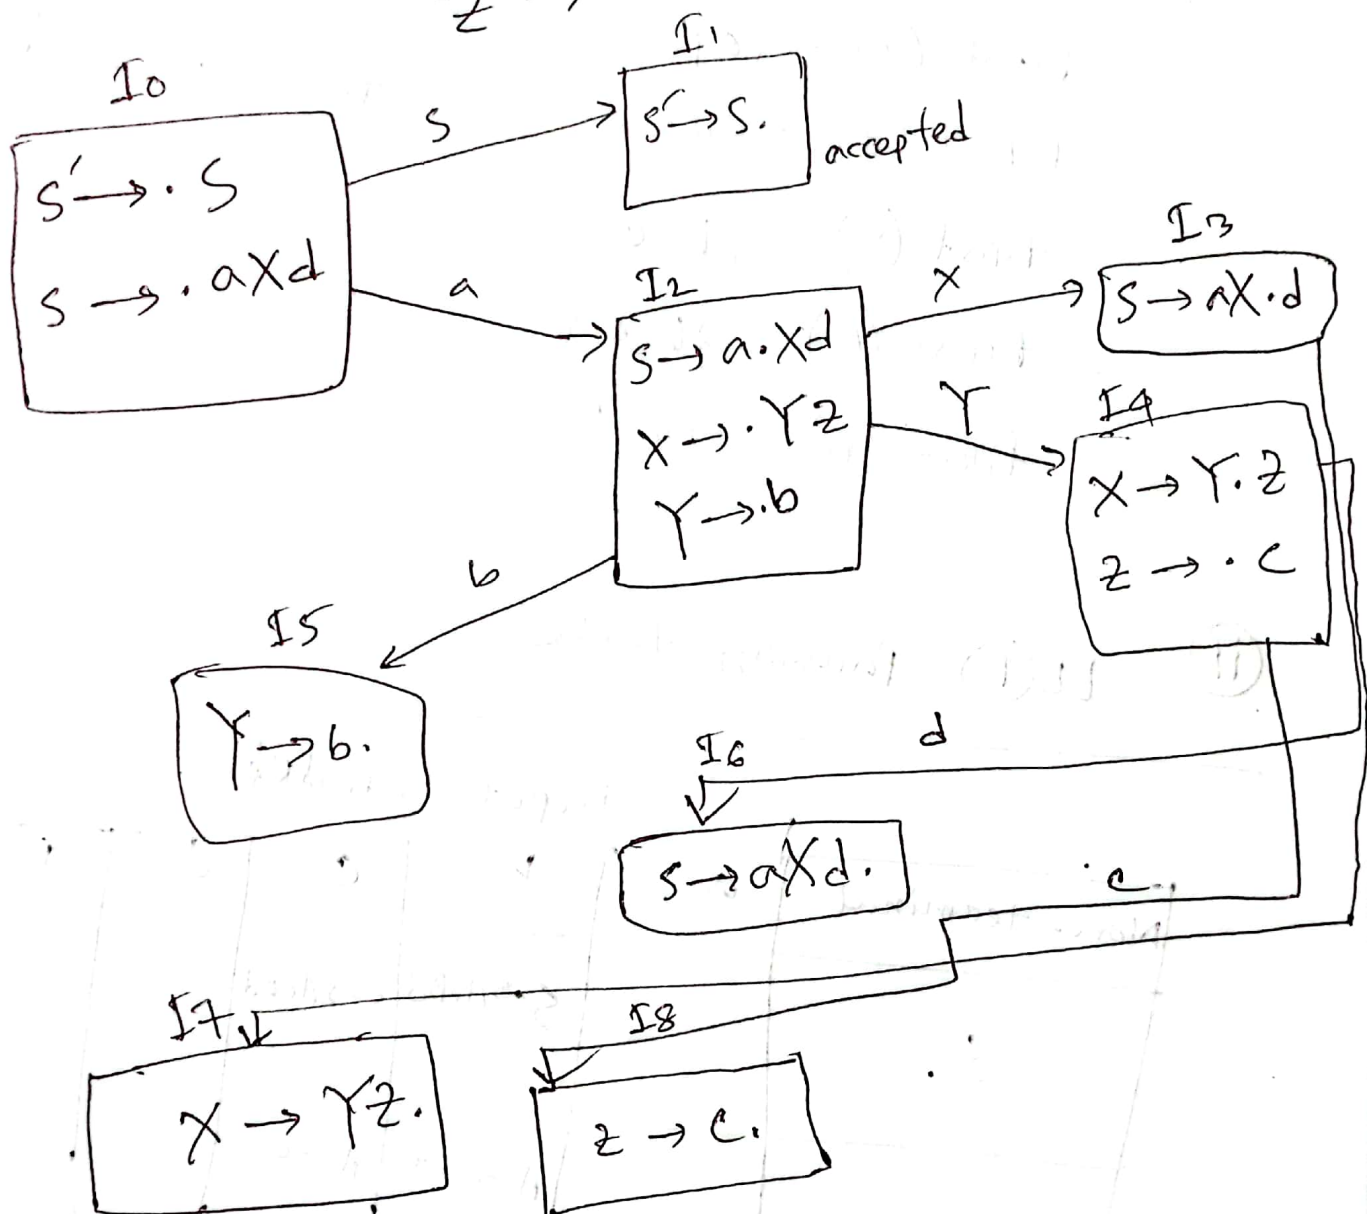 z
I0
S′→.S
S→.aXd
S
a
I1
S′→S.
accepted
I2
S→a.Xd
X→.YZ
Y→.b
X
Y
I3
S→aX.d
I4
X→Y.Z
Z→.C
b
I5
Y→b.
d
I6
S→aXd.
c
I7
X→YZ.
I8
Z→C.